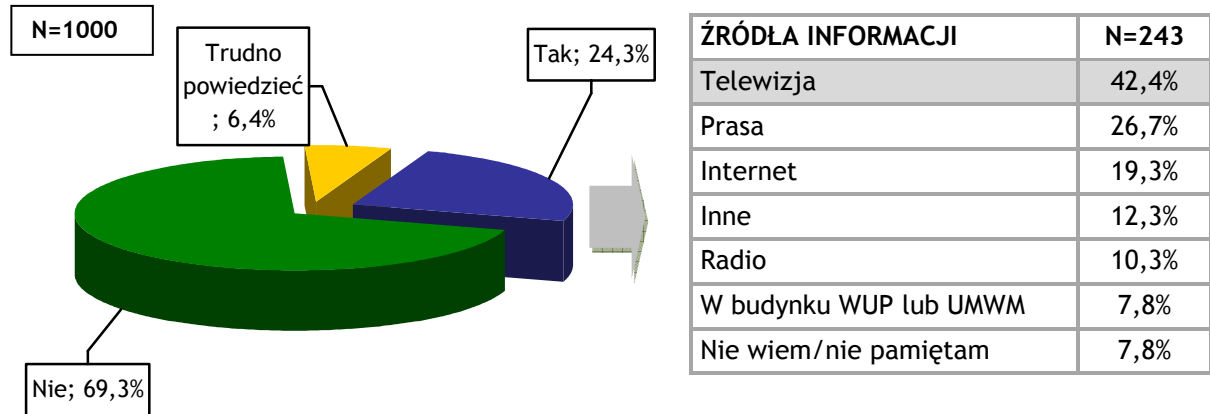 N=1000
Trudno
powiedzieć
; 6,4%
Tak; 24,3%
Nie; 69,3%
ŹRÓDŁA INFORMACJI N=243
Telewizja 42,4%
Prasa 26,7%
Internet 19,3%
Inne 12,3%
Radio 10,3%
W budynku WUP lub UMWM 7,8%
Nie wiem/nie pamiętam 7,8%